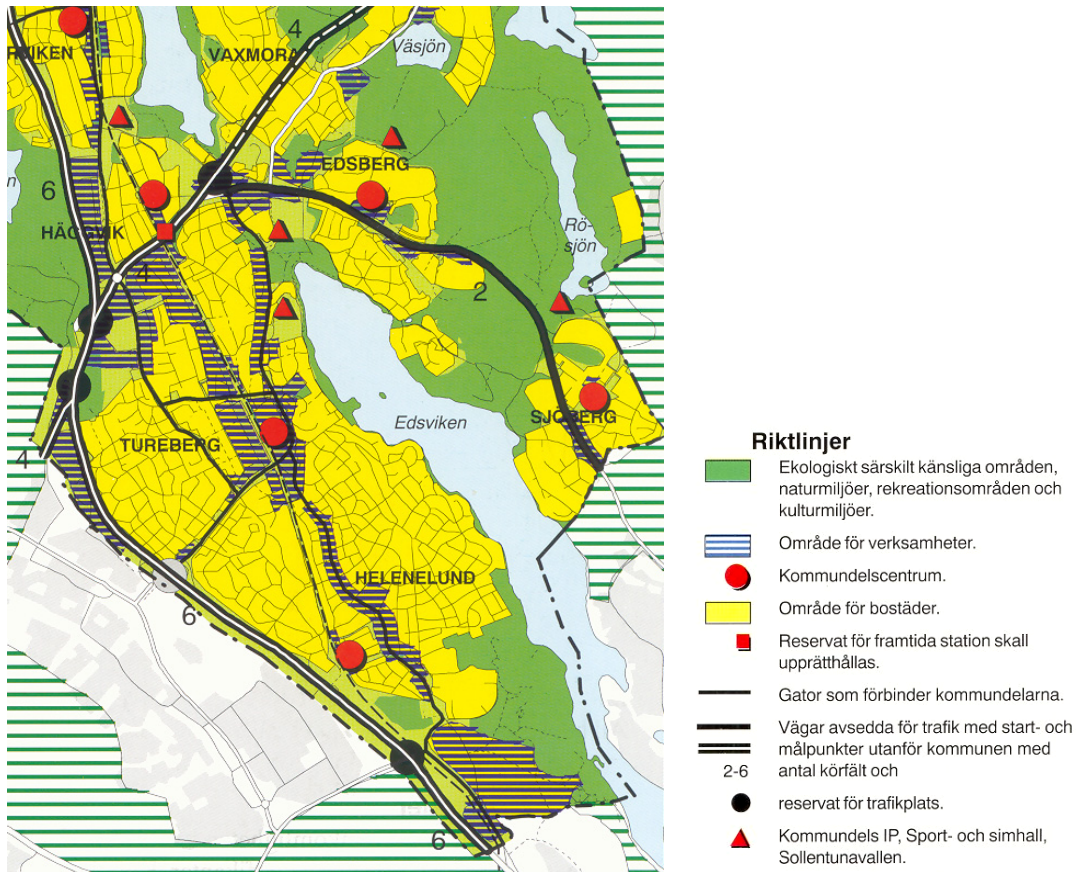 4
VÄSJÖN
VAXMORA
EDSBERG
6
HÄGGVIK
4
Rö-
sjön
2
Edsviken
SJÖBERG
TUREBERG
4
HELENELUND
6
6
Riktlinjer
Ekologiskt särskilt känsliga områden,
naturmiljöer, rekreationsområden och
kulturmiljöer.
Område för verksamheter.
Kommundelscentrum.
Område för bostäder.
Reservat för framtida station skall
upprätthållas.
Gator som förbinder kommundelarna.
Vägar avsedda för trafik med start- och
målpunkter utanför kommunen med
2-6 antal körfält och
reservat för trafikplats.
Kommundels IP, Sport- och simhall,
Sollentunavallen.